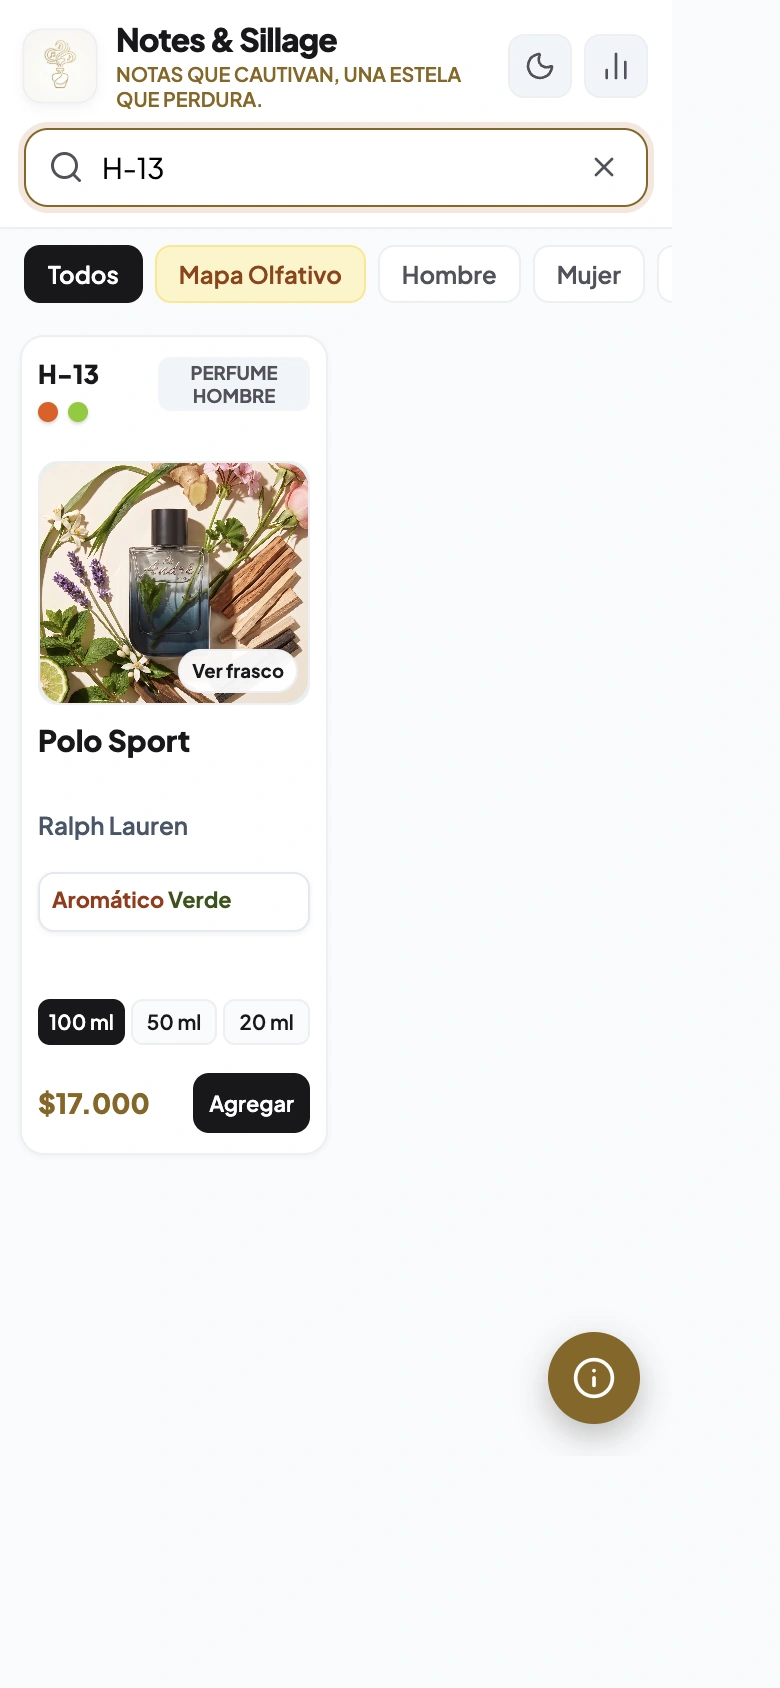 Notes & Sillage
NOTAS QUE CAUTIVAN, UNA ESTELA
QUE PERDURA.
H-13
Todos
Mapa Olfativo
Hombre
Mujer
H-13
PERFUME
HOMBRE
Ver frasco
Polo Sport
Ralph Lauren
Aromático Verde
100 ml
50 ml
20 ml
$17.000
Agregar